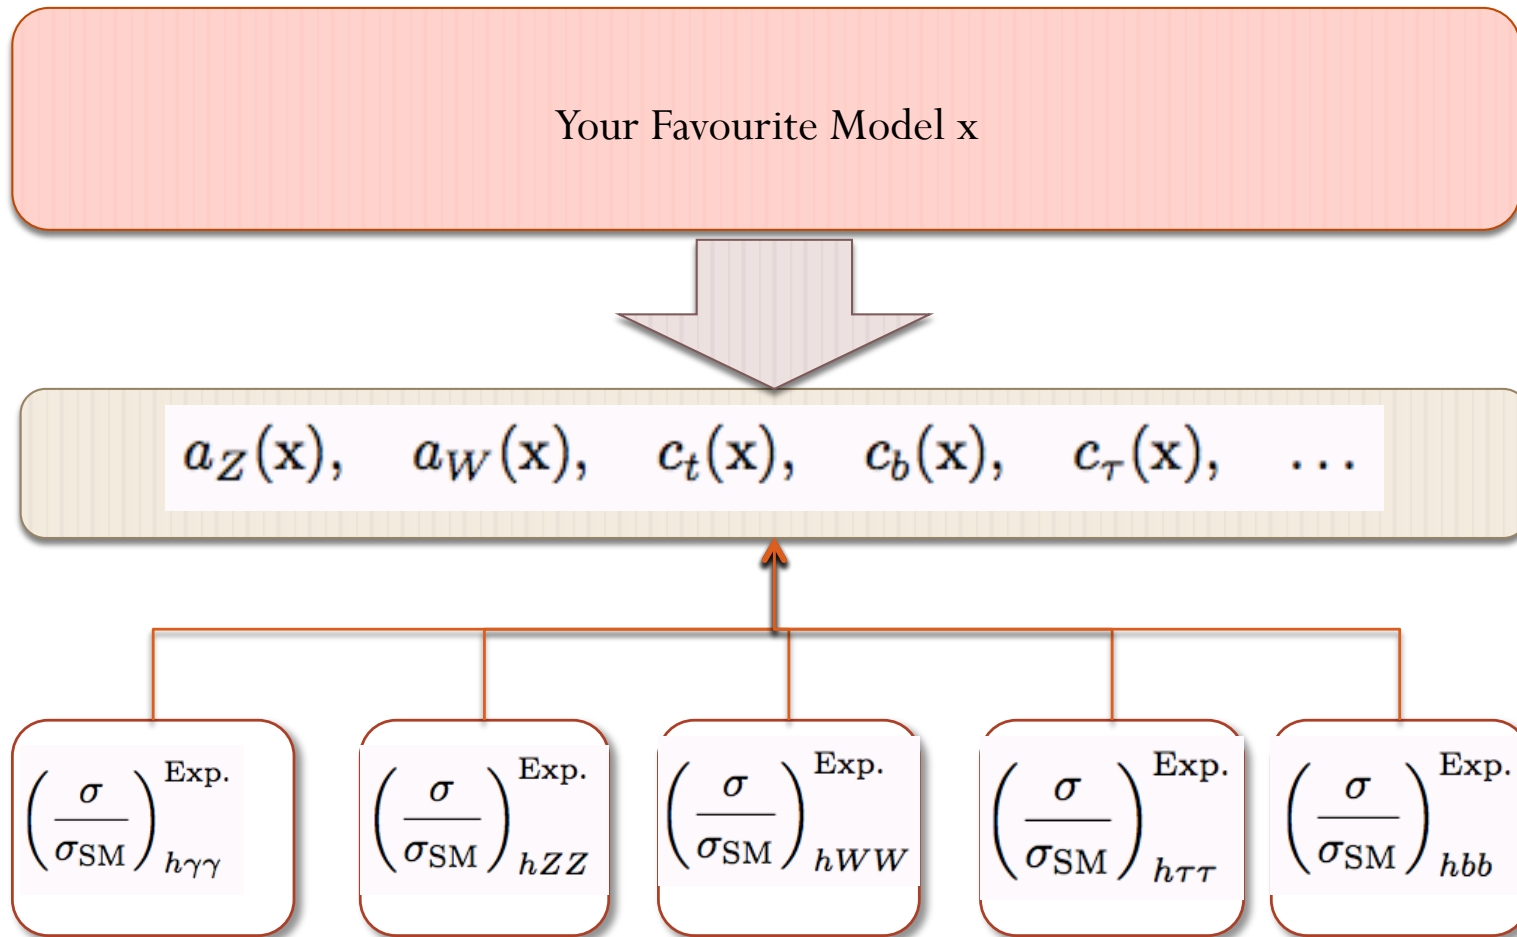 Your Favourite Model x
a_Z(x), a_W(x), c_t(x), c_b(x), c_τ(x), ...
(σ/σ_SM)^Exp._hγγ (σ/σ_SM)^Exp._hZZ (σ/σ_SM)^Exp._hWW (σ/σ_SM)^Exp._hττ (σ/σ_SM)^Exp._hbb